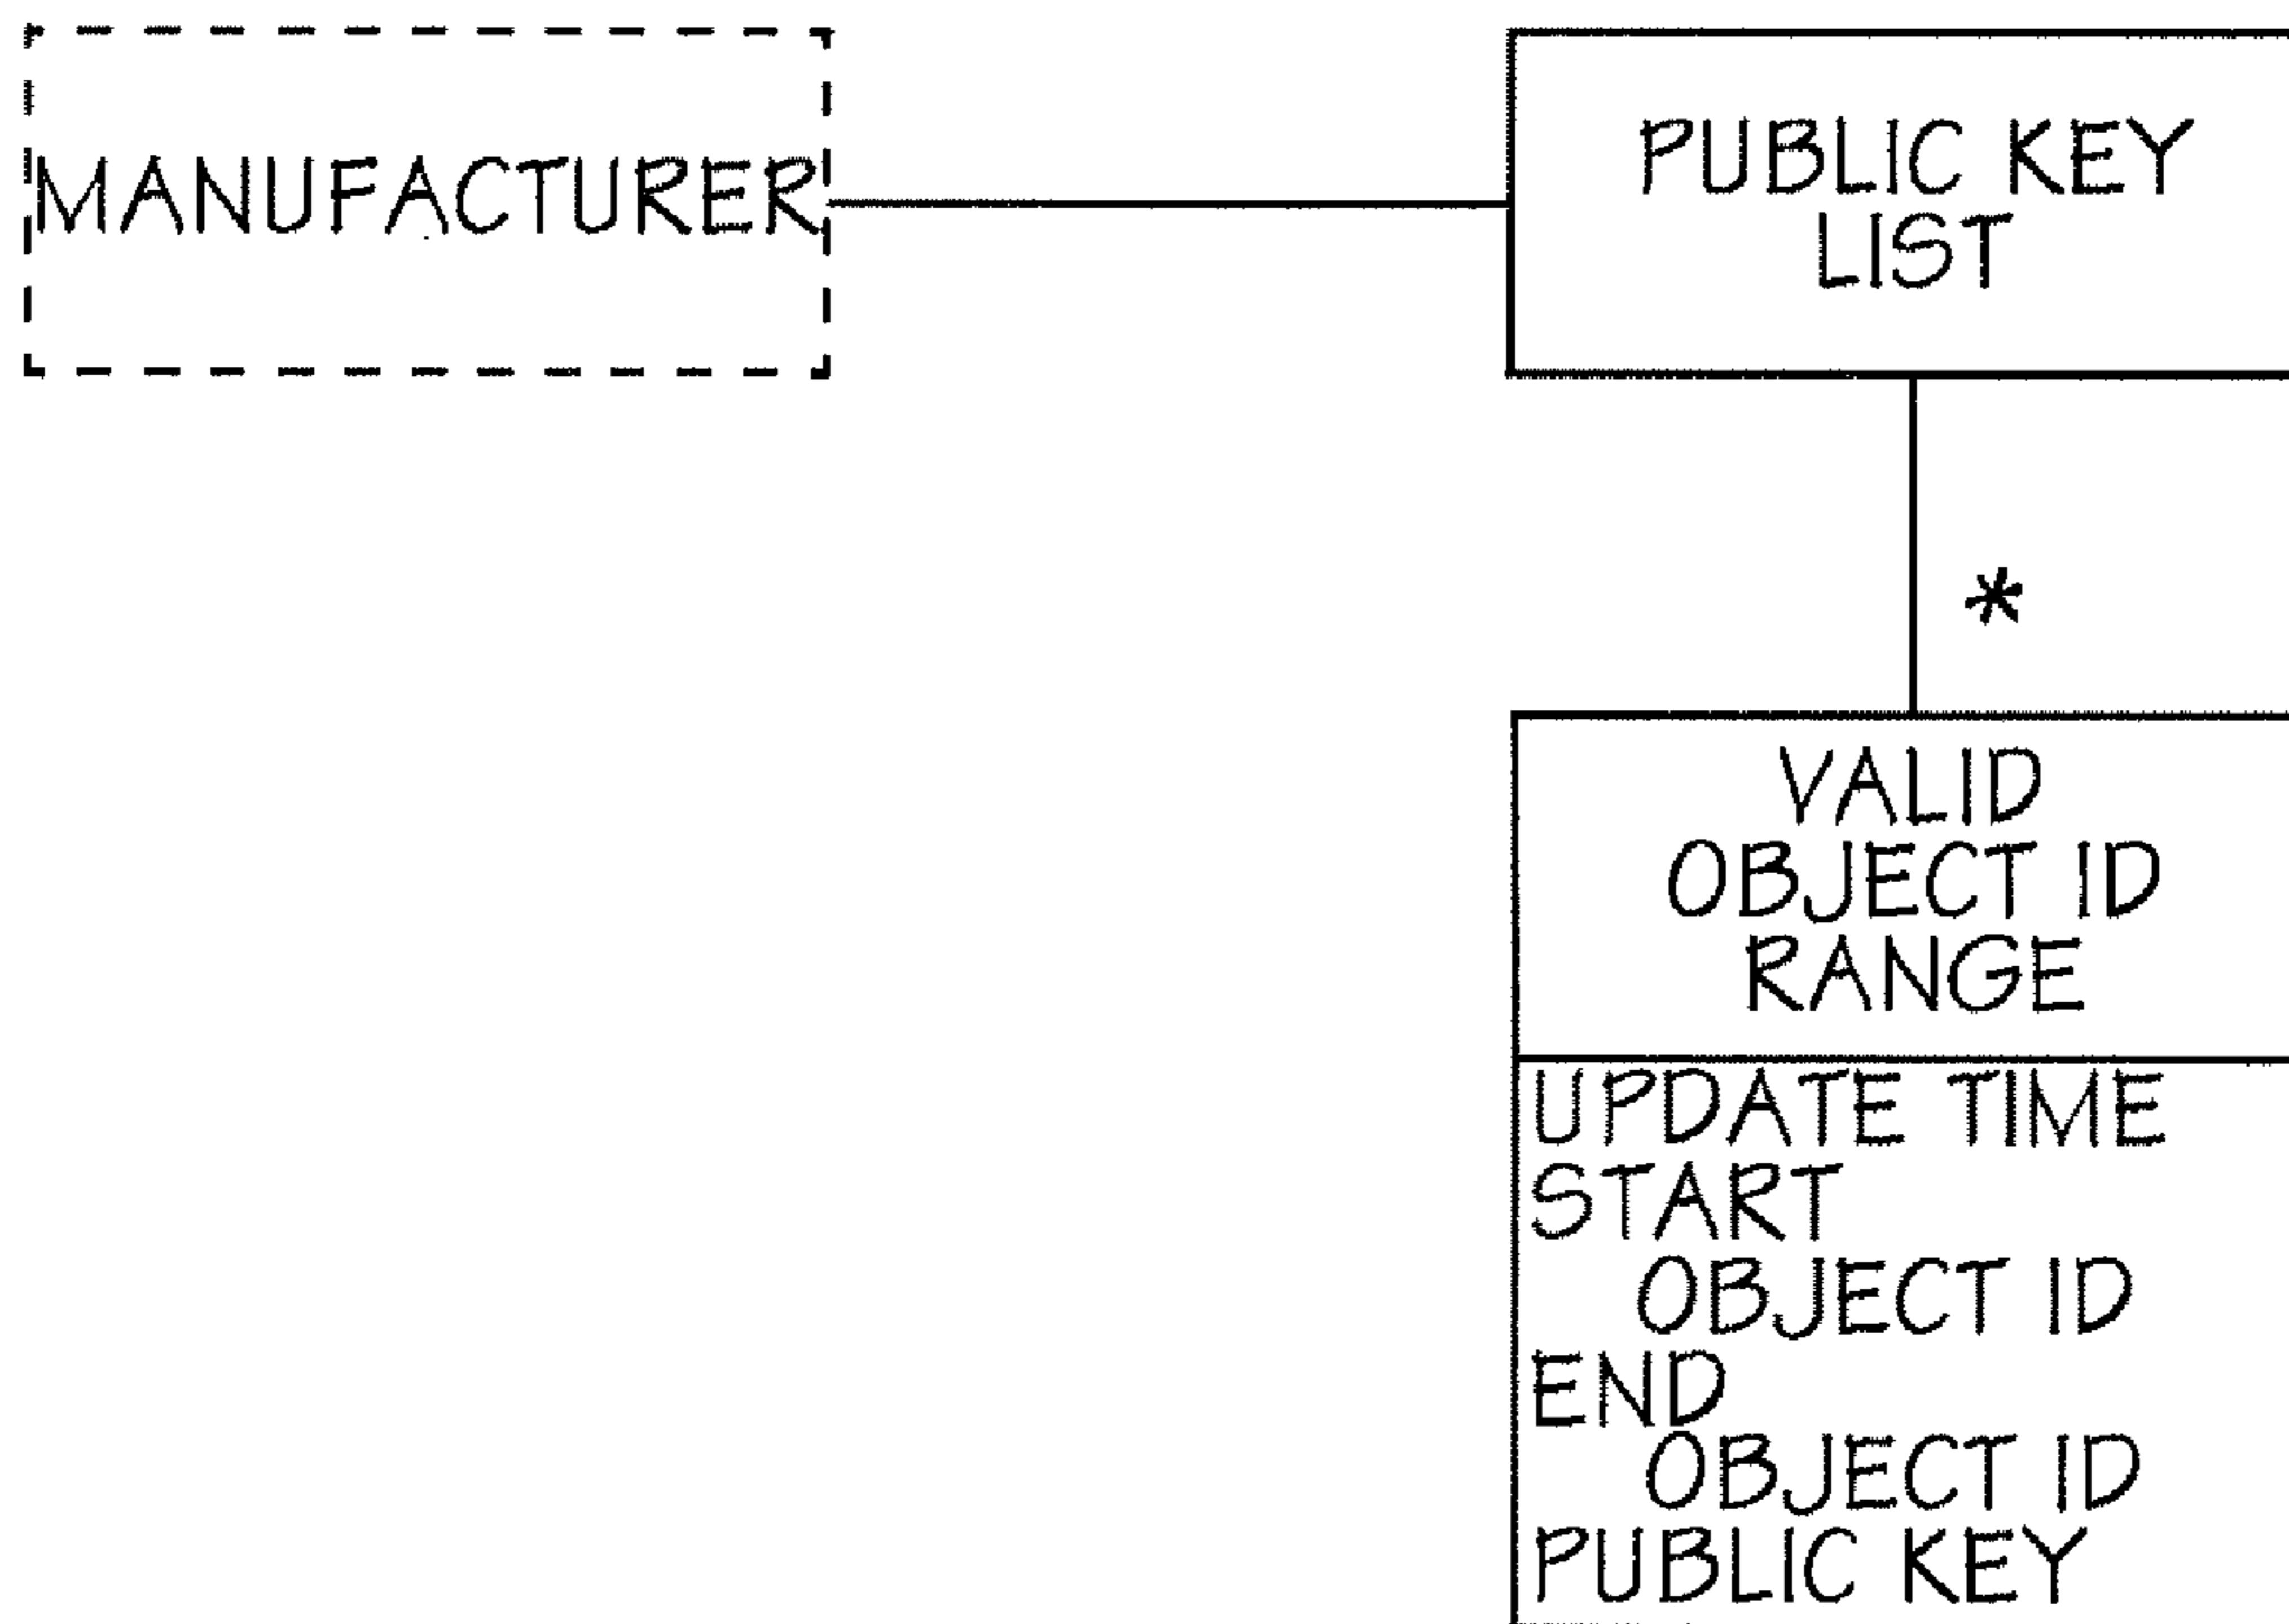 MANUFACTURER
PUBLIC KEY
LIST
*
VALID
OBJECT ID
RANGE
UPDATE TIME
START
OBJECT ID
END
OBJECT ID
PUBLIC KEY